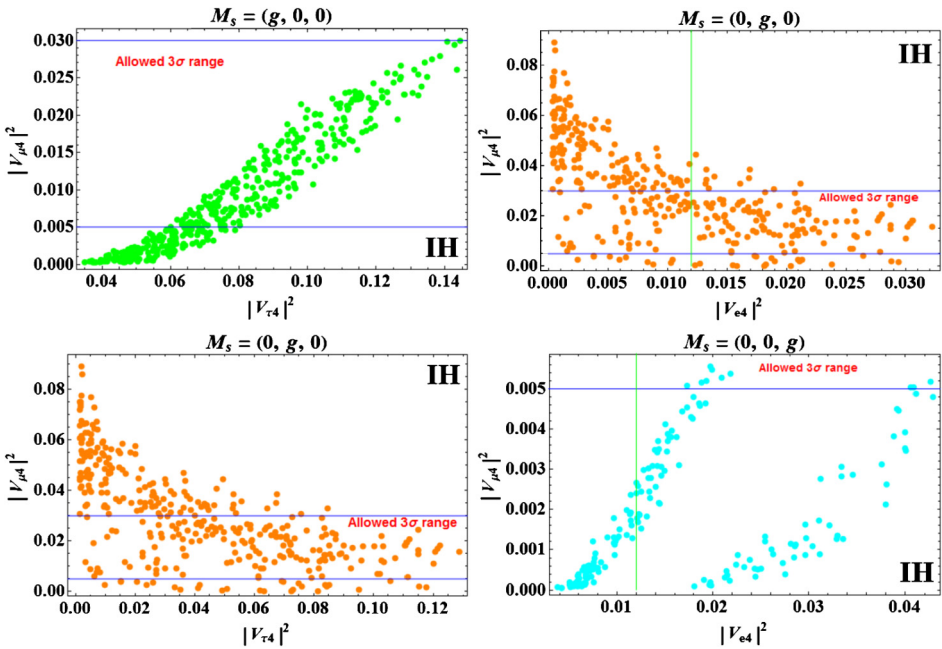 M_s = (g, 0, 0)
0.030
0.025
0.020
0.015
0.010
0.005
0.000
|V_μ4|^2
Allowed 3σ range
IH
0.04
0.06
0.08
0.10
0.12
0.14
|V_τ4|^2
M_s = (0, g, 0)
0.08
0.06
0.04
0.02
0.00
|V_μ4|^2
IH
Allowed 3σ range
0.000
0.005
0.010
0.015
0.020
0.025
0.030
|V_e4|^2
M_s = (0, g, 0)
0.08
0.06
0.04
0.02
0.00
|V_μ4|^2
IH
Allowed 3σ range
0.00
0.02
0.04
0.06
0.08
0.10
0.12
|V_τ4|^2
M_s = (0, 0, g)
0.005
0.004
0.003
0.002
0.001
0.000
|V_μ4|^2
Allowed 3σ range
IH
0.01
0.02
0.03
0.04
|V_e4|^2